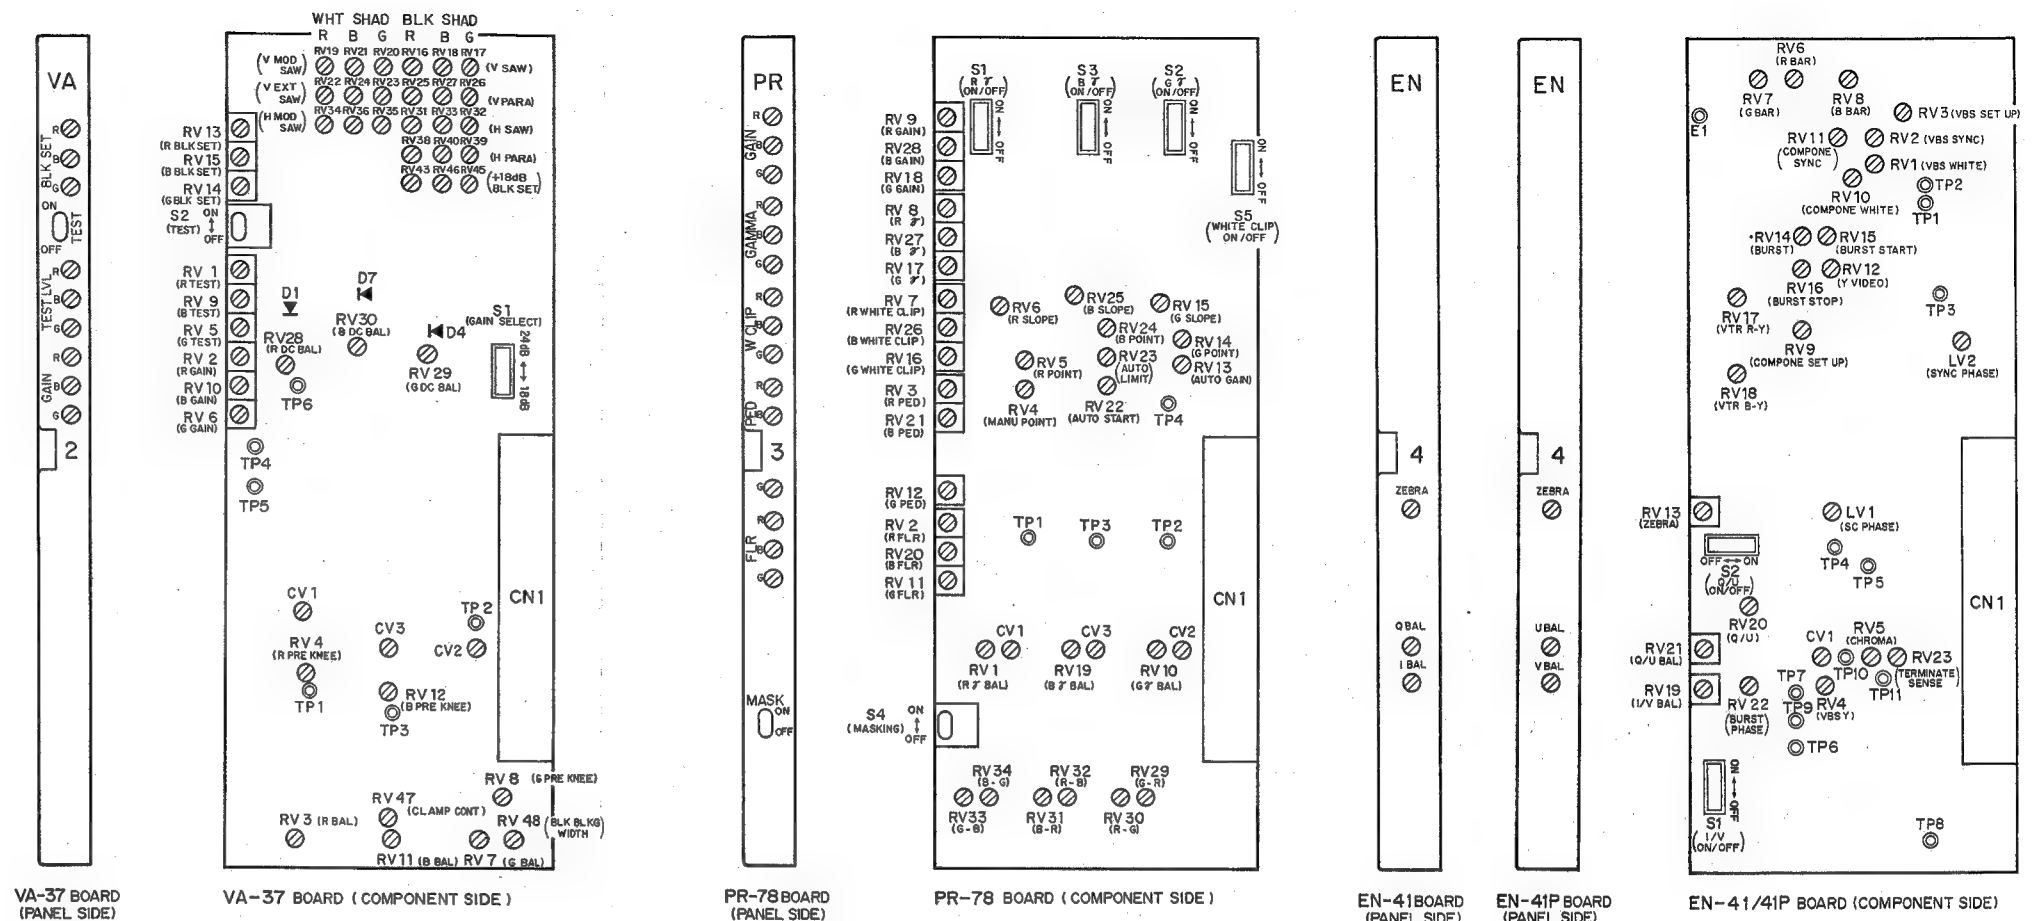 VA
R
B
G
BLK SET
ON
OFF
TEST
R
B
G
TEST LVL
R
B
G
GAIN
2
VA-37 BOARD
(PANEL SIDE)
WHT SHAD BLK SHAD
R B G R B G
RV19 RV21 RV20 RV16 RV18 RV17
(V MOD SAW)
(V SAW)
RV22 RV24 RV23 RV25 RV27 RV26
(V EXT SAW)
(V PARA)
RV34 RV36 RV35 RV31 RV33 RV32
(H MOD SAW)
(H SAW)
RV38 RV40 RV39
(H PARA)
RV43 RV46 RV45
(+18dB BLK SET)
RV 13
(R BLK SET)
RV 15
(B BLK SET)
RV 14
(G BLK SET)
S2
(TEST)
ON
OFF
RV 1
(R TEST)
RV 9
(B TEST)
RV 5
(G TEST)
RV 2
(R GAIN)
RV 10
(B GAIN)
RV 6
(G GAIN)
D1
D7
D4
RV28
(R DC BAL)
RV30
(B DC BAL)
RV 29
(G DC BAL)
S1
(GAIN SELECT)
24dB
18dB
TP6
TP4
TP5
CN1
CV 1
RV 4
(R PRE KNEE)
TP1
CV3
RV 12
(B PRE KNEE)
TP3
TP 2
CV2
RV 8 (G PRE KNEE)
RV 47
(CLAMP CONT)
RV 3 (R BAL)
RV 11 (B BAL)
RV 7 (G BAL)
RV 48
(BLK BLKG WIDTH)
VA-37 BOARD (COMPONENT SIDE)
PR
R
B
G
GAIN
R
B
G
GAMMA
R
B
G
W CLIP
R
B
PED
3
G
R
B
G
FLR
MASK
ON
OFF
PR-78 BOARD
(PANEL SIDE)
S1
(R γ ON/OFF)
ON
OFF
S3
(B γ ON/OFF)
ON
OFF
S2
(G γ ON/OFF)
ON
OFF
ON
OFF
S5
(WHITE CLIP ON/OFF)
RV 9
(R GAIN)
RV28
(B GAIN)
RV 18
(G GAIN)
RV 8
(R γ)
RV27
(B γ)
RV 17
(G γ)
RV 7
(R WHITE CLIP)
RV 26
(B WHITE CLIP)
RV 16
(G WHITE CLIP)
RV 3
(R PED)
RV 21
(B PED)
RV6
(R SLOPE)
RV25
(B SLOPE)
RV 15
(G SLOPE)
RV24
(B POINT)
RV 14
(G POINT)
RV 5
(R POINT)
RV23
(AUTO LIMIT)
RV 13
(AUTO GAIN)
RV4
(MANU POINT)
RV 22
(AUTO START)
TP4
RV 12
(G PED)
RV 2
(R FLR)
RV20
(B FLR)
RV 11
(G FLR)
TP1
TP3
TP2
CN1
CV1
CV3
CV2
RV 1
(R γ BAL)
RV19
(B γ BAL)
RV 10
(G γ BAL)
S4
(MASKING)
ON
OFF
RV34
(B-G)
RV32
(R-B)
RV29
(G-R)
RV33
(G-B)
RV31
(B-R)
RV30
(R-G)
PR-78 BOARD (COMPONENT SIDE)
EN
4
ZEBRA
Q BAL
I BAL
EN-41 BOARD
(PANEL SIDE)
EN
4
ZEBRA
U BAL
V BAL
EN-41P BOARD
(PANEL SIDE)
RV6
(R BAR)
RV7
(G BAR)
RV8
(B BAR)
E1
RV3 (VBS SET UP)
RV11
(COMPONE SYNC)
RV2 (VBS SYNC)
RV1 (VBS WHITE)
RV10
(COMPONE WHITE)
TP2
TP1
RV14
(BURST)
RV15
(BURST START)
RV12
(Y VIDEO)
RV16
(BURST STOP)
RV17
(VTR R-Y)
TP3
RV9
(COMPONE SET UP)
LV2
(SYNC PHASE)
RV18
(VTR B-Y)
RV 13
(ZEBRA)
LV1
(SC PHASE)
OFF ON
S2
(Q/U ON/OFF)
TP4
TP5
RV20
(Q/U)
CN1
RV21
(Q/U BAL)
CV1
RV5
(CHROMA)
TP10
RV23
(TERMINATE SENSE)
TP11
RV19
(I/V BAL)
RV 22
(BURST PHASE)
TP7
TP9
RV4
(VBS Y)
TP6
ON
OFF
S1
(I/V ON/OFF)
TP8
EN-41/41P BOARD (COMPONENT SIDE)